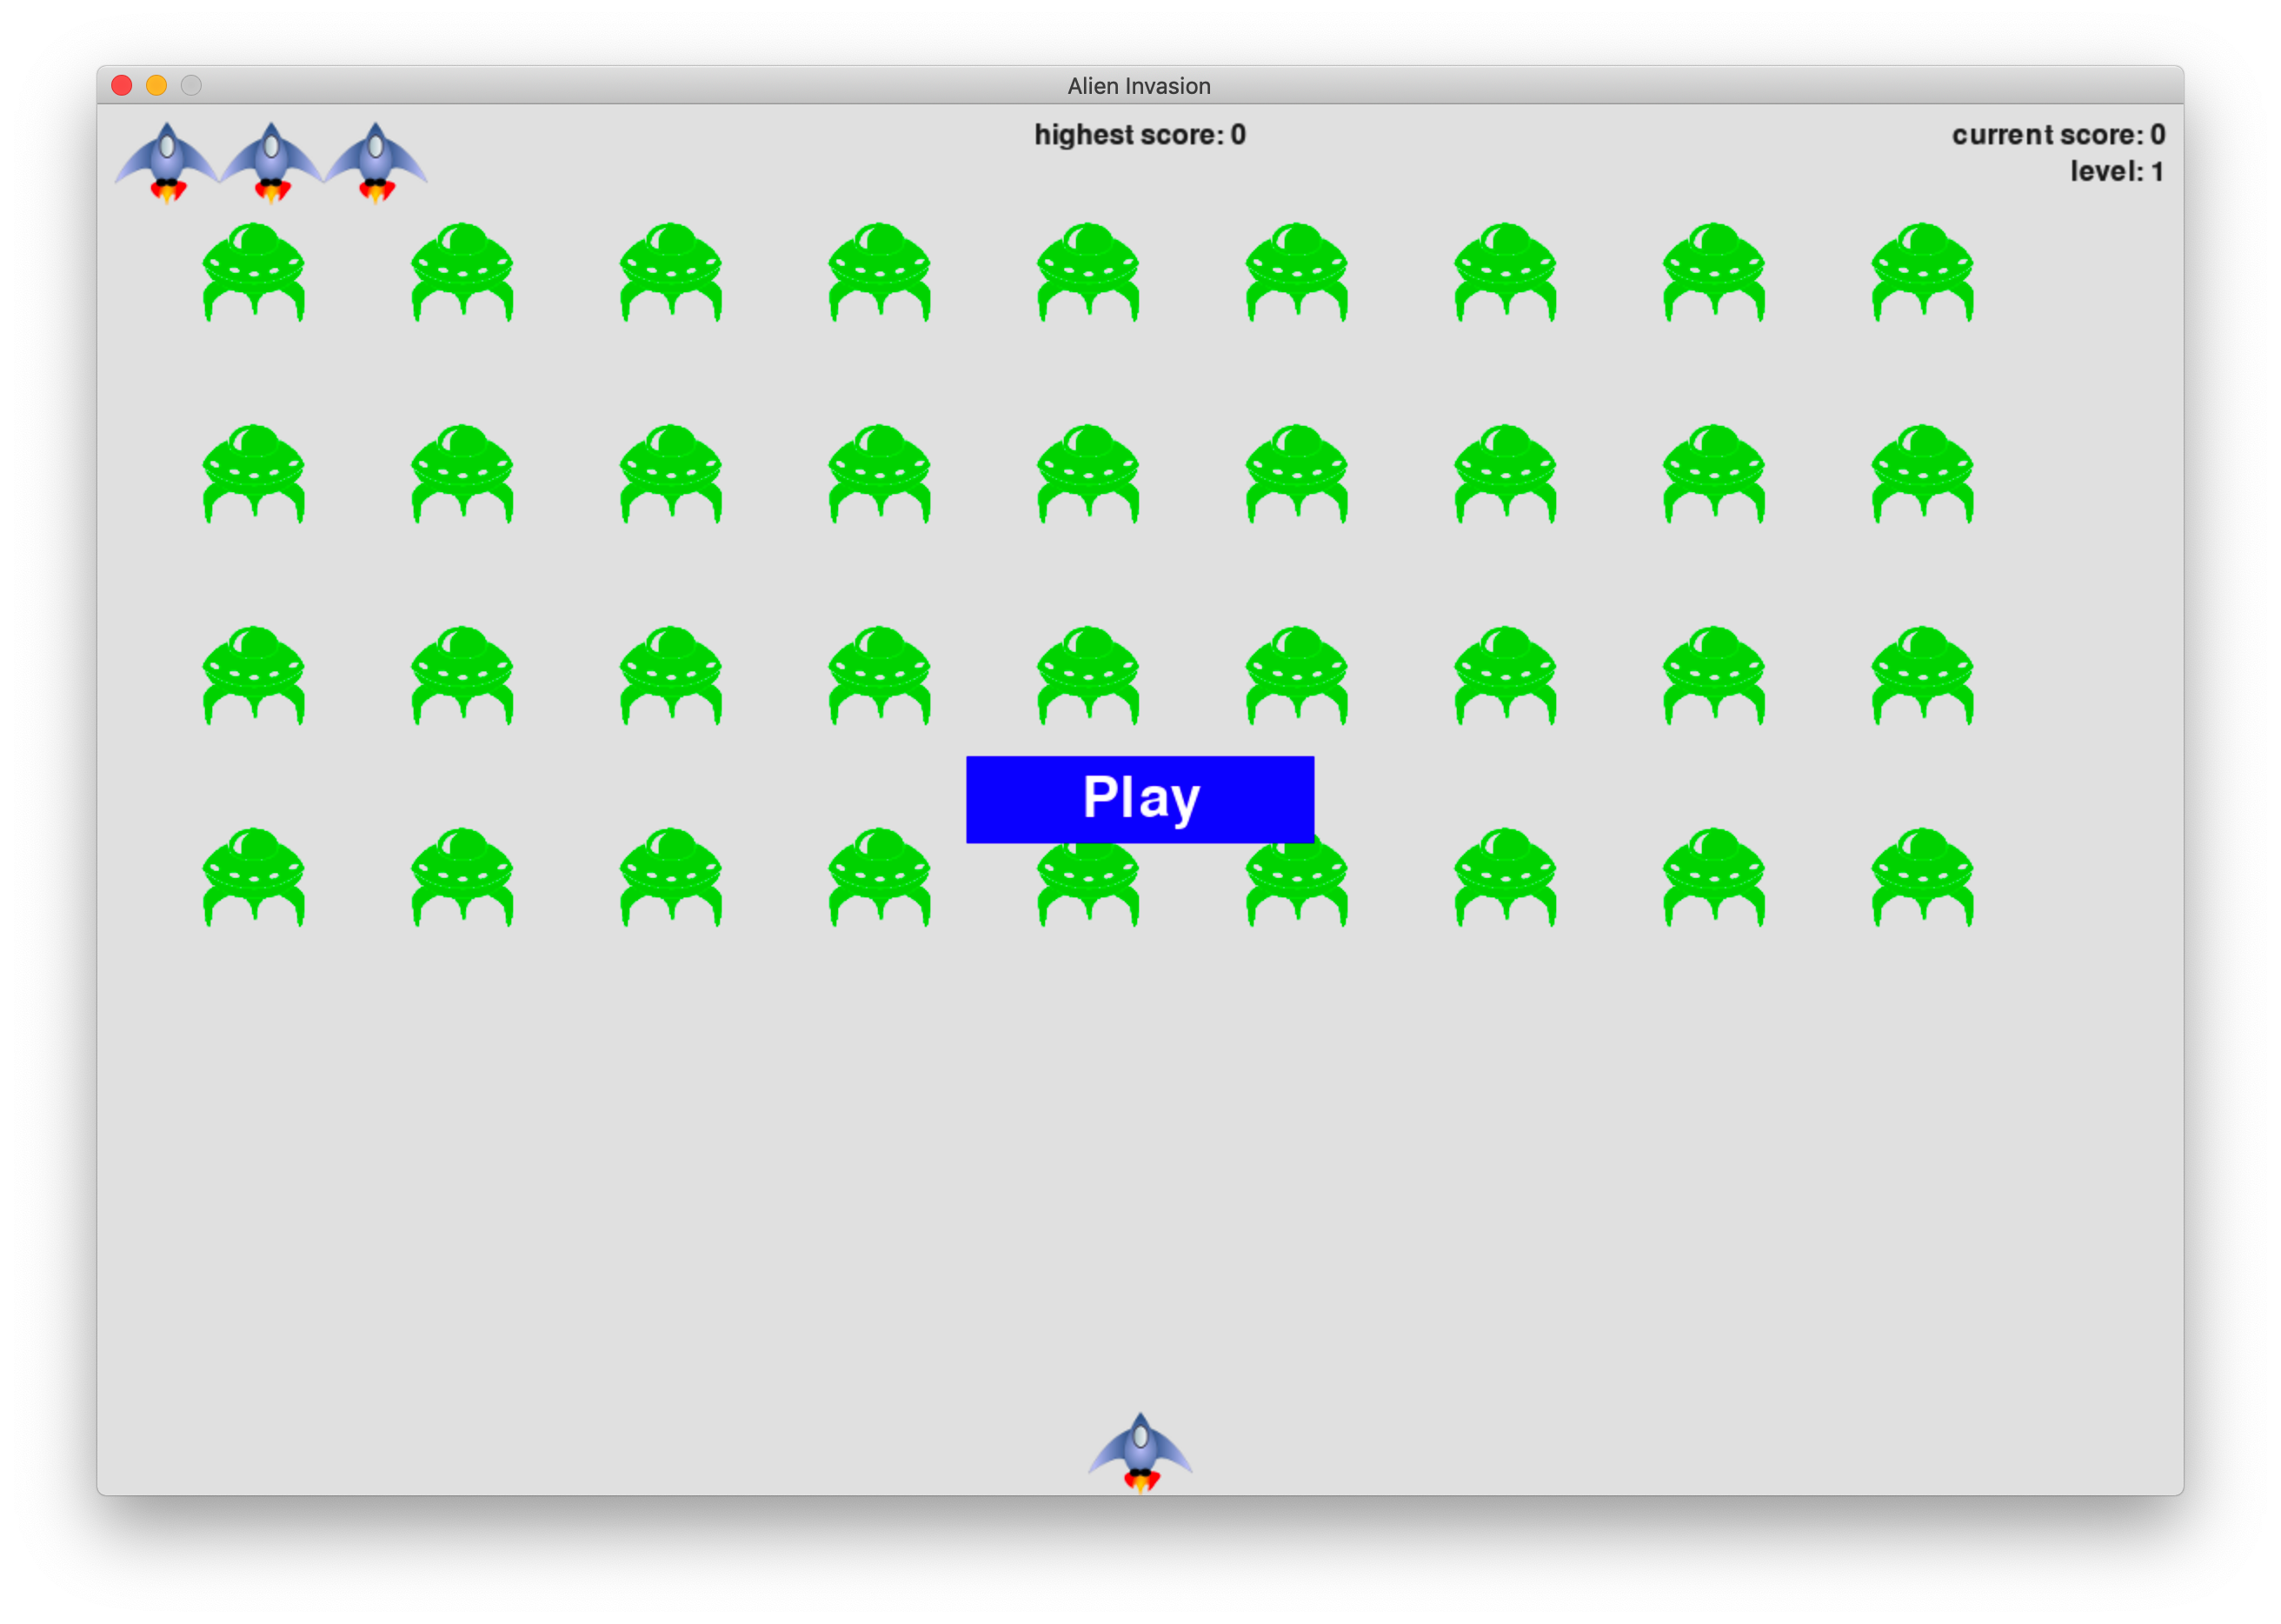 Alien Invasion
highest score: 0
current score: 0
level: 1
Play